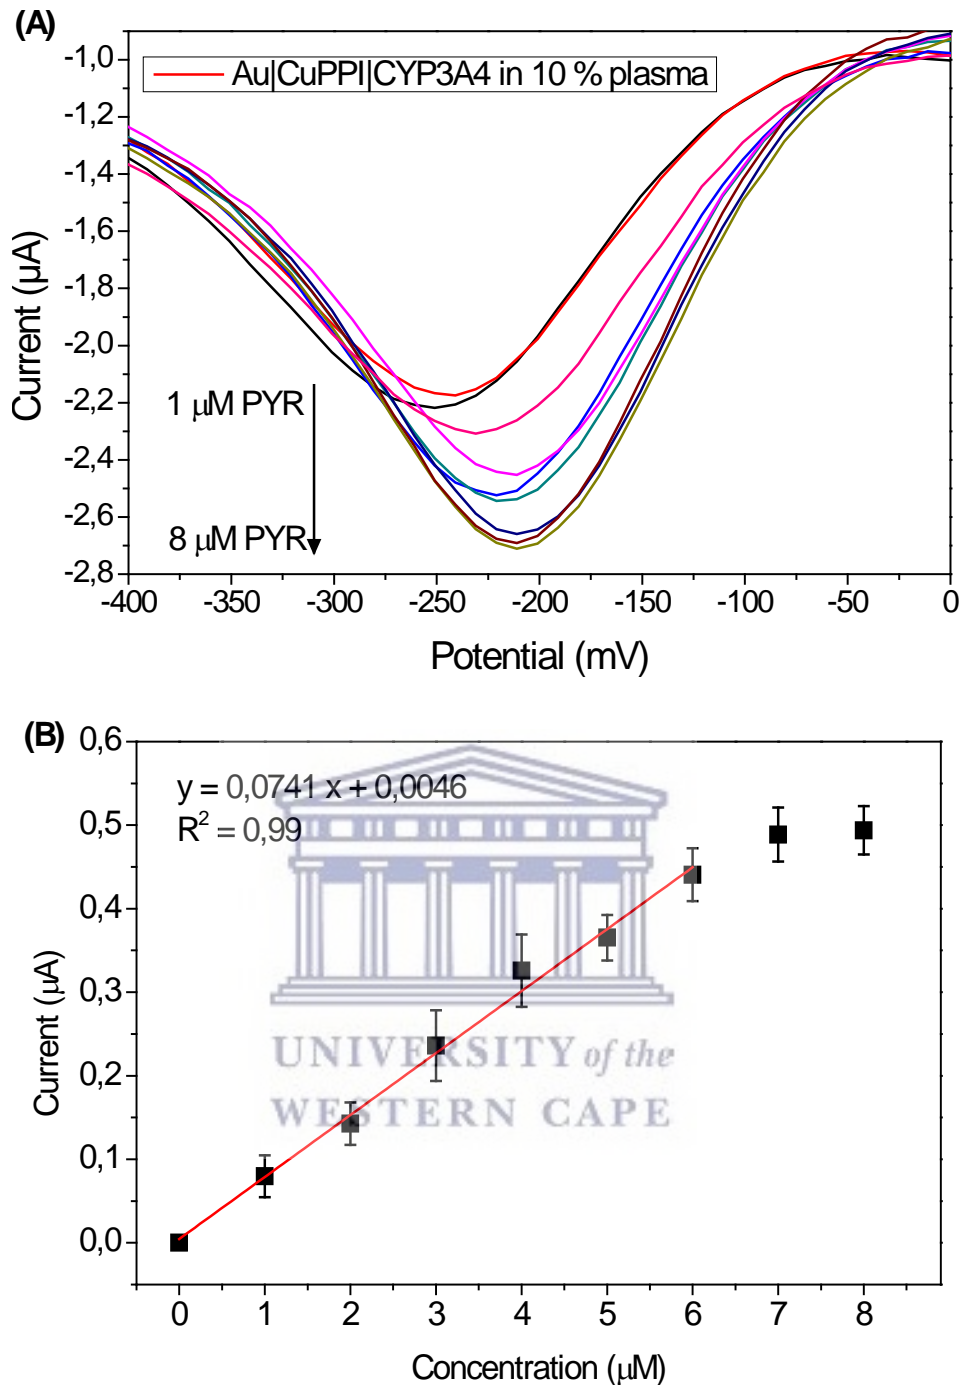 (A)
Au|CuPPI|CYP3A4 in 10 % plasma
-1,0
-1,2
-1,4
-1,6
-1,8
-2,0
-2,2
-2,4
-2,6
-2,8
Current (µA)
1 µM PYR
8 µM PYR
-400 -350 -300 -250 -200 -150 -100 -50 0
Potential (mV)
(B)
y = 0,0741 x + 0,0046
R² = 0,99
0,6
0,5
0,4
0,3
0,2
0,1
0,0
Current (µA)
UNIVERSITY of the
WESTERN CAPE
0 1 2 3 4 5 6 7 8
Concentration (µM)